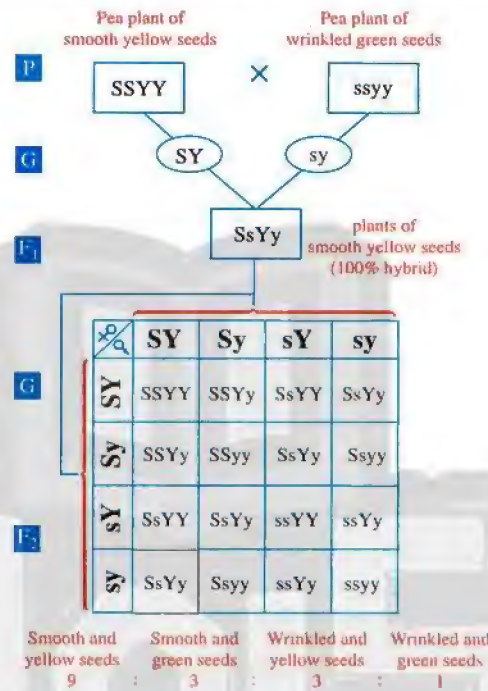 Pea plant of
smooth yellow seeds
Pea plant of
wrinkled green seeds
P
SSYY
×
ssyy
G
SY
sy
F₁
SsYy
plants of
smooth yellow seeds
(100% hybrid)
SY Sy sY sy
G
SY SSYY SSYy SsYY SsYy
Sy SSYy SSyy SsYy Ssyy
F₂
sY SsYY SsYy ssYY ssYy
sy SsYy Ssyy ssYy ssyy
Smooth and
yellow seeds
Smooth and
green seeds
Wrinkled and
yellow seeds
Wrinkled and
green seeds
9 : 3 : 3 : 1